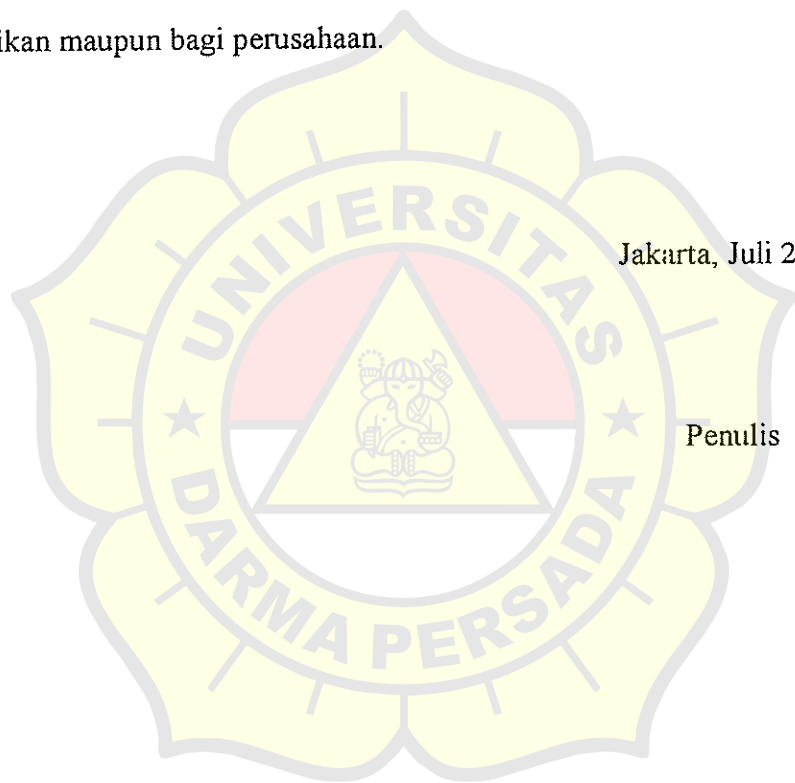 ikan maupun bagi perusahaan.
Jakarta, Juli 2
Penulis
UNIVERSITAS
DARMA PERSADA